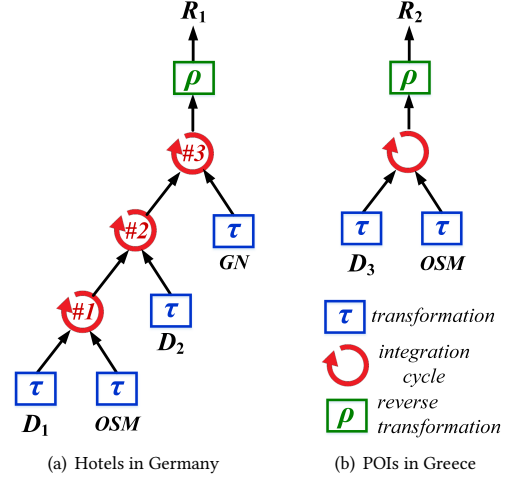 R1
R2
ρ
ρ
#3
τ
τ
#2
τ
GN
D3
OSM
#1
τ
D2
τ
transformation
integration
cycle
τ
τ
D1
OSM
ρ
reverse
transformation
(a) Hotels in Germany
(b) POIs in Greece